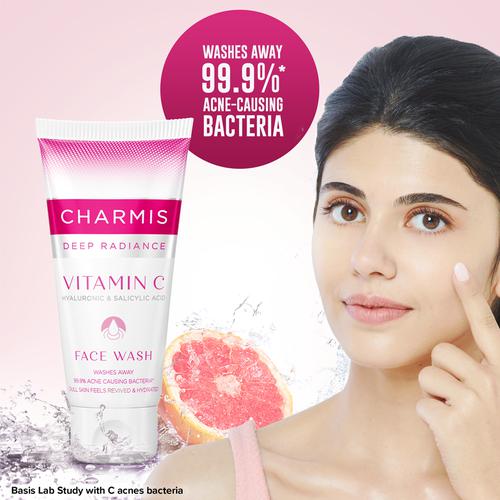 WASHES AWAY
99.9%*
ACNE-CAUSING
BACTERIA
CHARMIS
DEEP RADIANCE
VITAMIN C
HYALURONIC & SALICYLIC ACID
FACE WASH
WASHES AWAY
99.9% ACNE CAUSING BACTERIA*
DULL SKIN FEELS REVIVED & HYDRATED
Basis Lab Study with C acnes bacteria